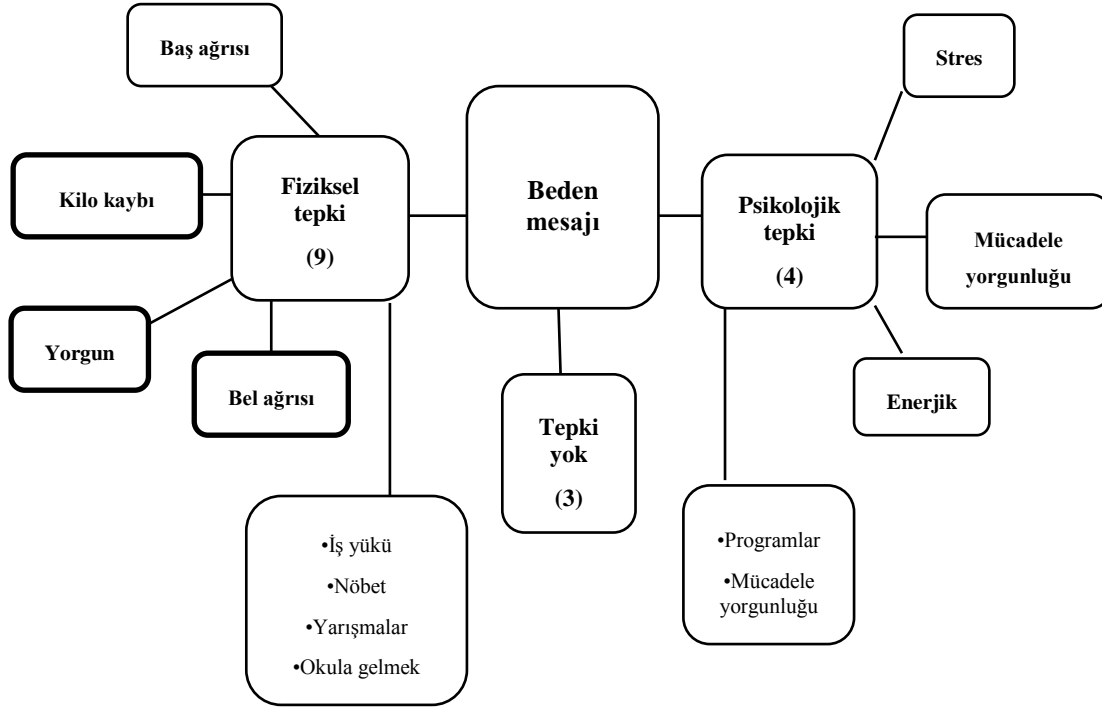 Baş ağrısı
Stres
Kilo kaybı
Fiziksel
tepki
(9)
Beden
mesajı
Psikolojik
tepki
(4)
Mücadele
yorgunluğu
Yorgun
Bel ağrısı
Tepki
yok
(3)
Enerjik
•İş yükü
•Nöbet
•Yarışmalar
•Okula gelmek
•Programlar
•Mücadele
yorgunluğu